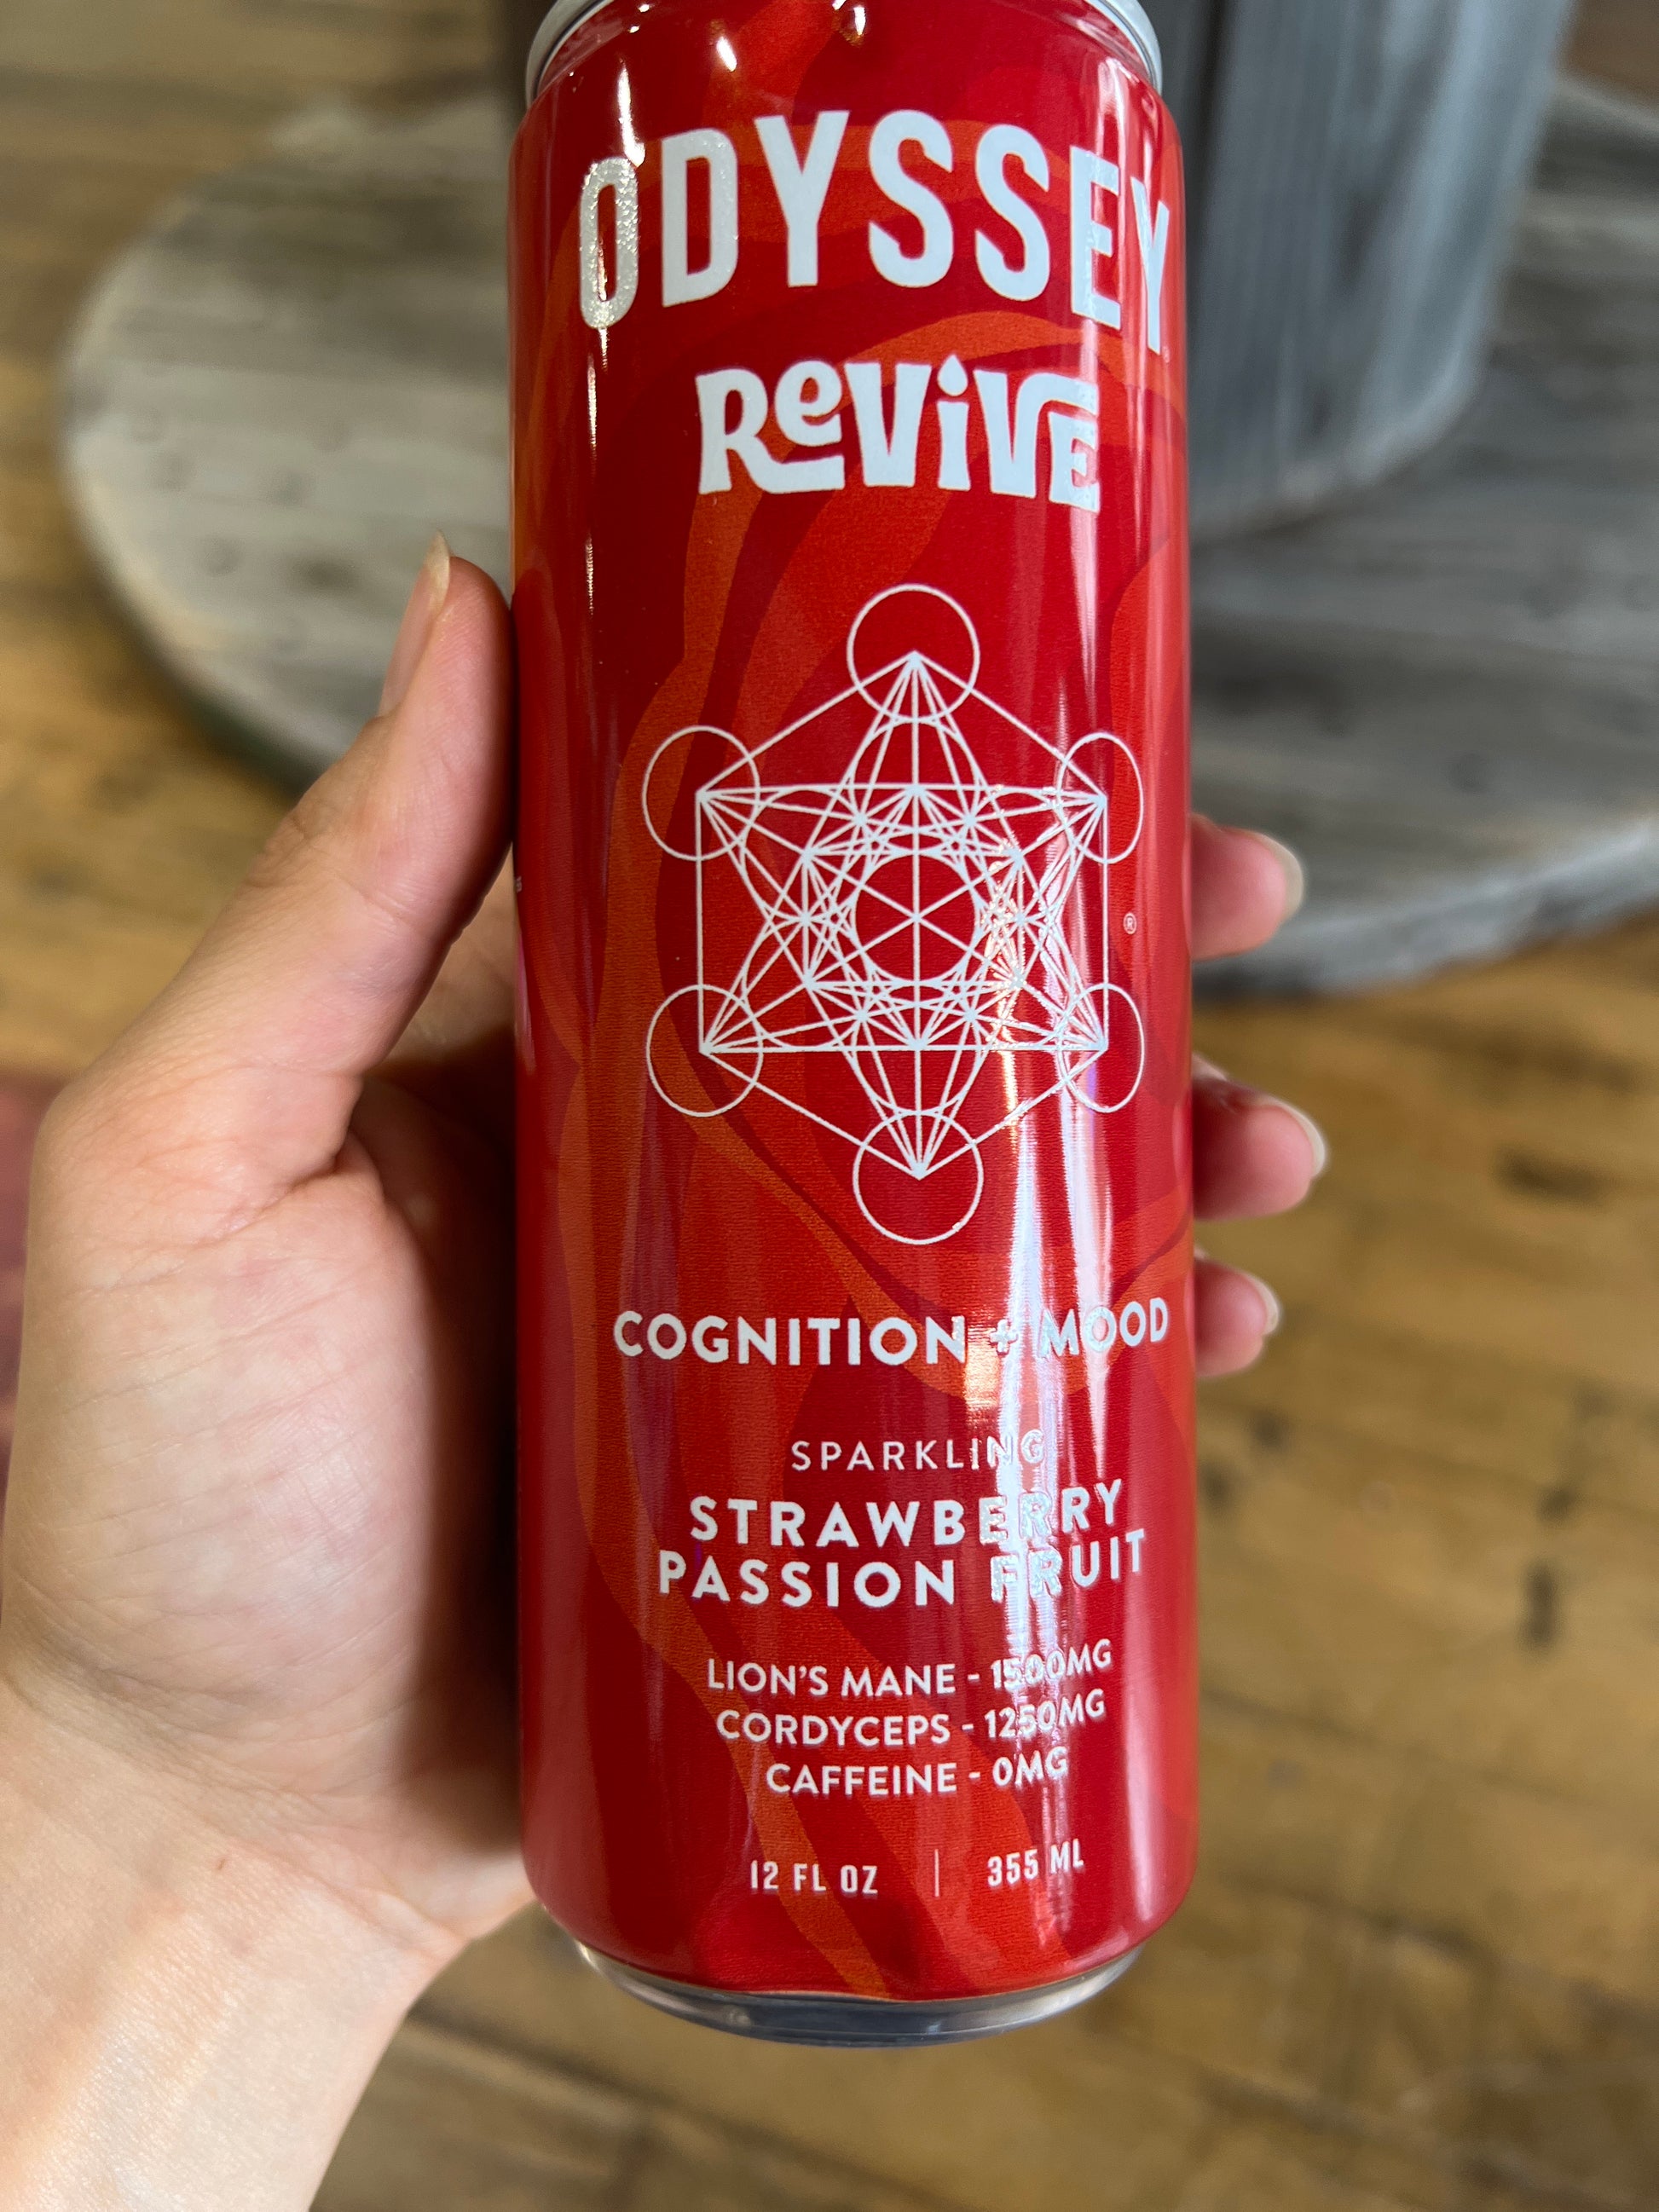 ODYSSEY
ReViVE
®
COGNITION + MOOD
SPARKLING
STRAWBERRY
PASSION FRUIT
LION'S MANE - 1500MG
CORDYCEPS - 1250MG
CAFFEINE - 0MG
12 FL OZ | 355 ML